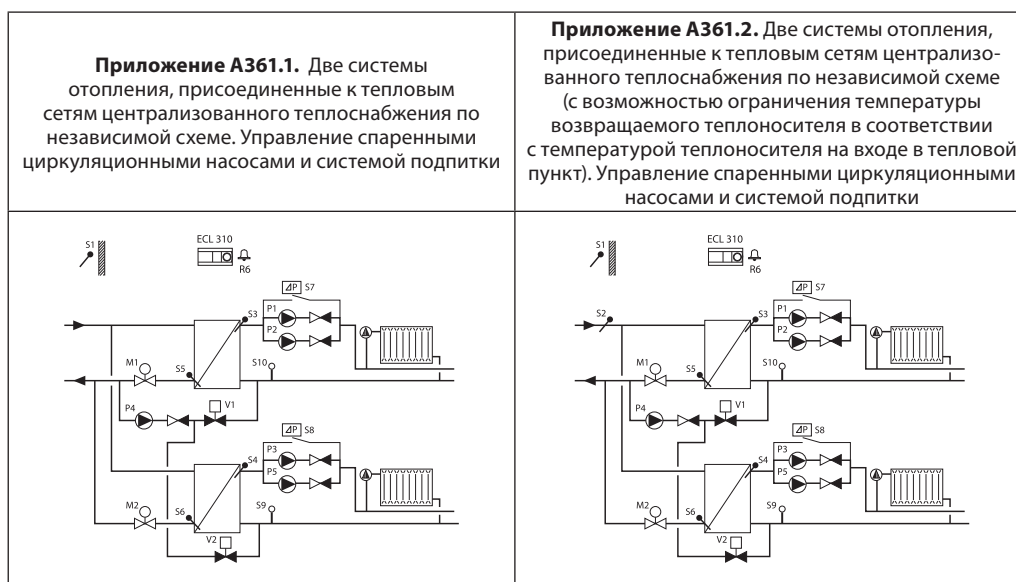 Приложение A361.1. Две системы
отопления, присоединенные к тепловым
сетям централизованного теплоснабжения по
независимой схеме. Управление спаренными
циркуляционными насосами и системой подпитки
Приложение A361.2. Две системы отопления,
присоединенные к тепловым сетям централизо-
ванного теплоснабжения по независимой схеме
(с возможностью ограничения температуры
возвращаемого теплоносителя в соответствии
с температурой теплоносителя на входе в тепловой
пункт). Управление спаренными циркуляционными
насосами и системой подпитки
S1
ECL 310
R6
ΔP S7
S3
P1
P2
M1
S5
S10
P4
V1
ΔP S8
S4
P3
P5
M2
S6
S9
V2
S1
ECL 310
R6
ΔP S7
S2
S3
P1
P2
M1
S5
S10
P4
V1
ΔP S8
S4
P3
P5
M2
S6
S9
V2